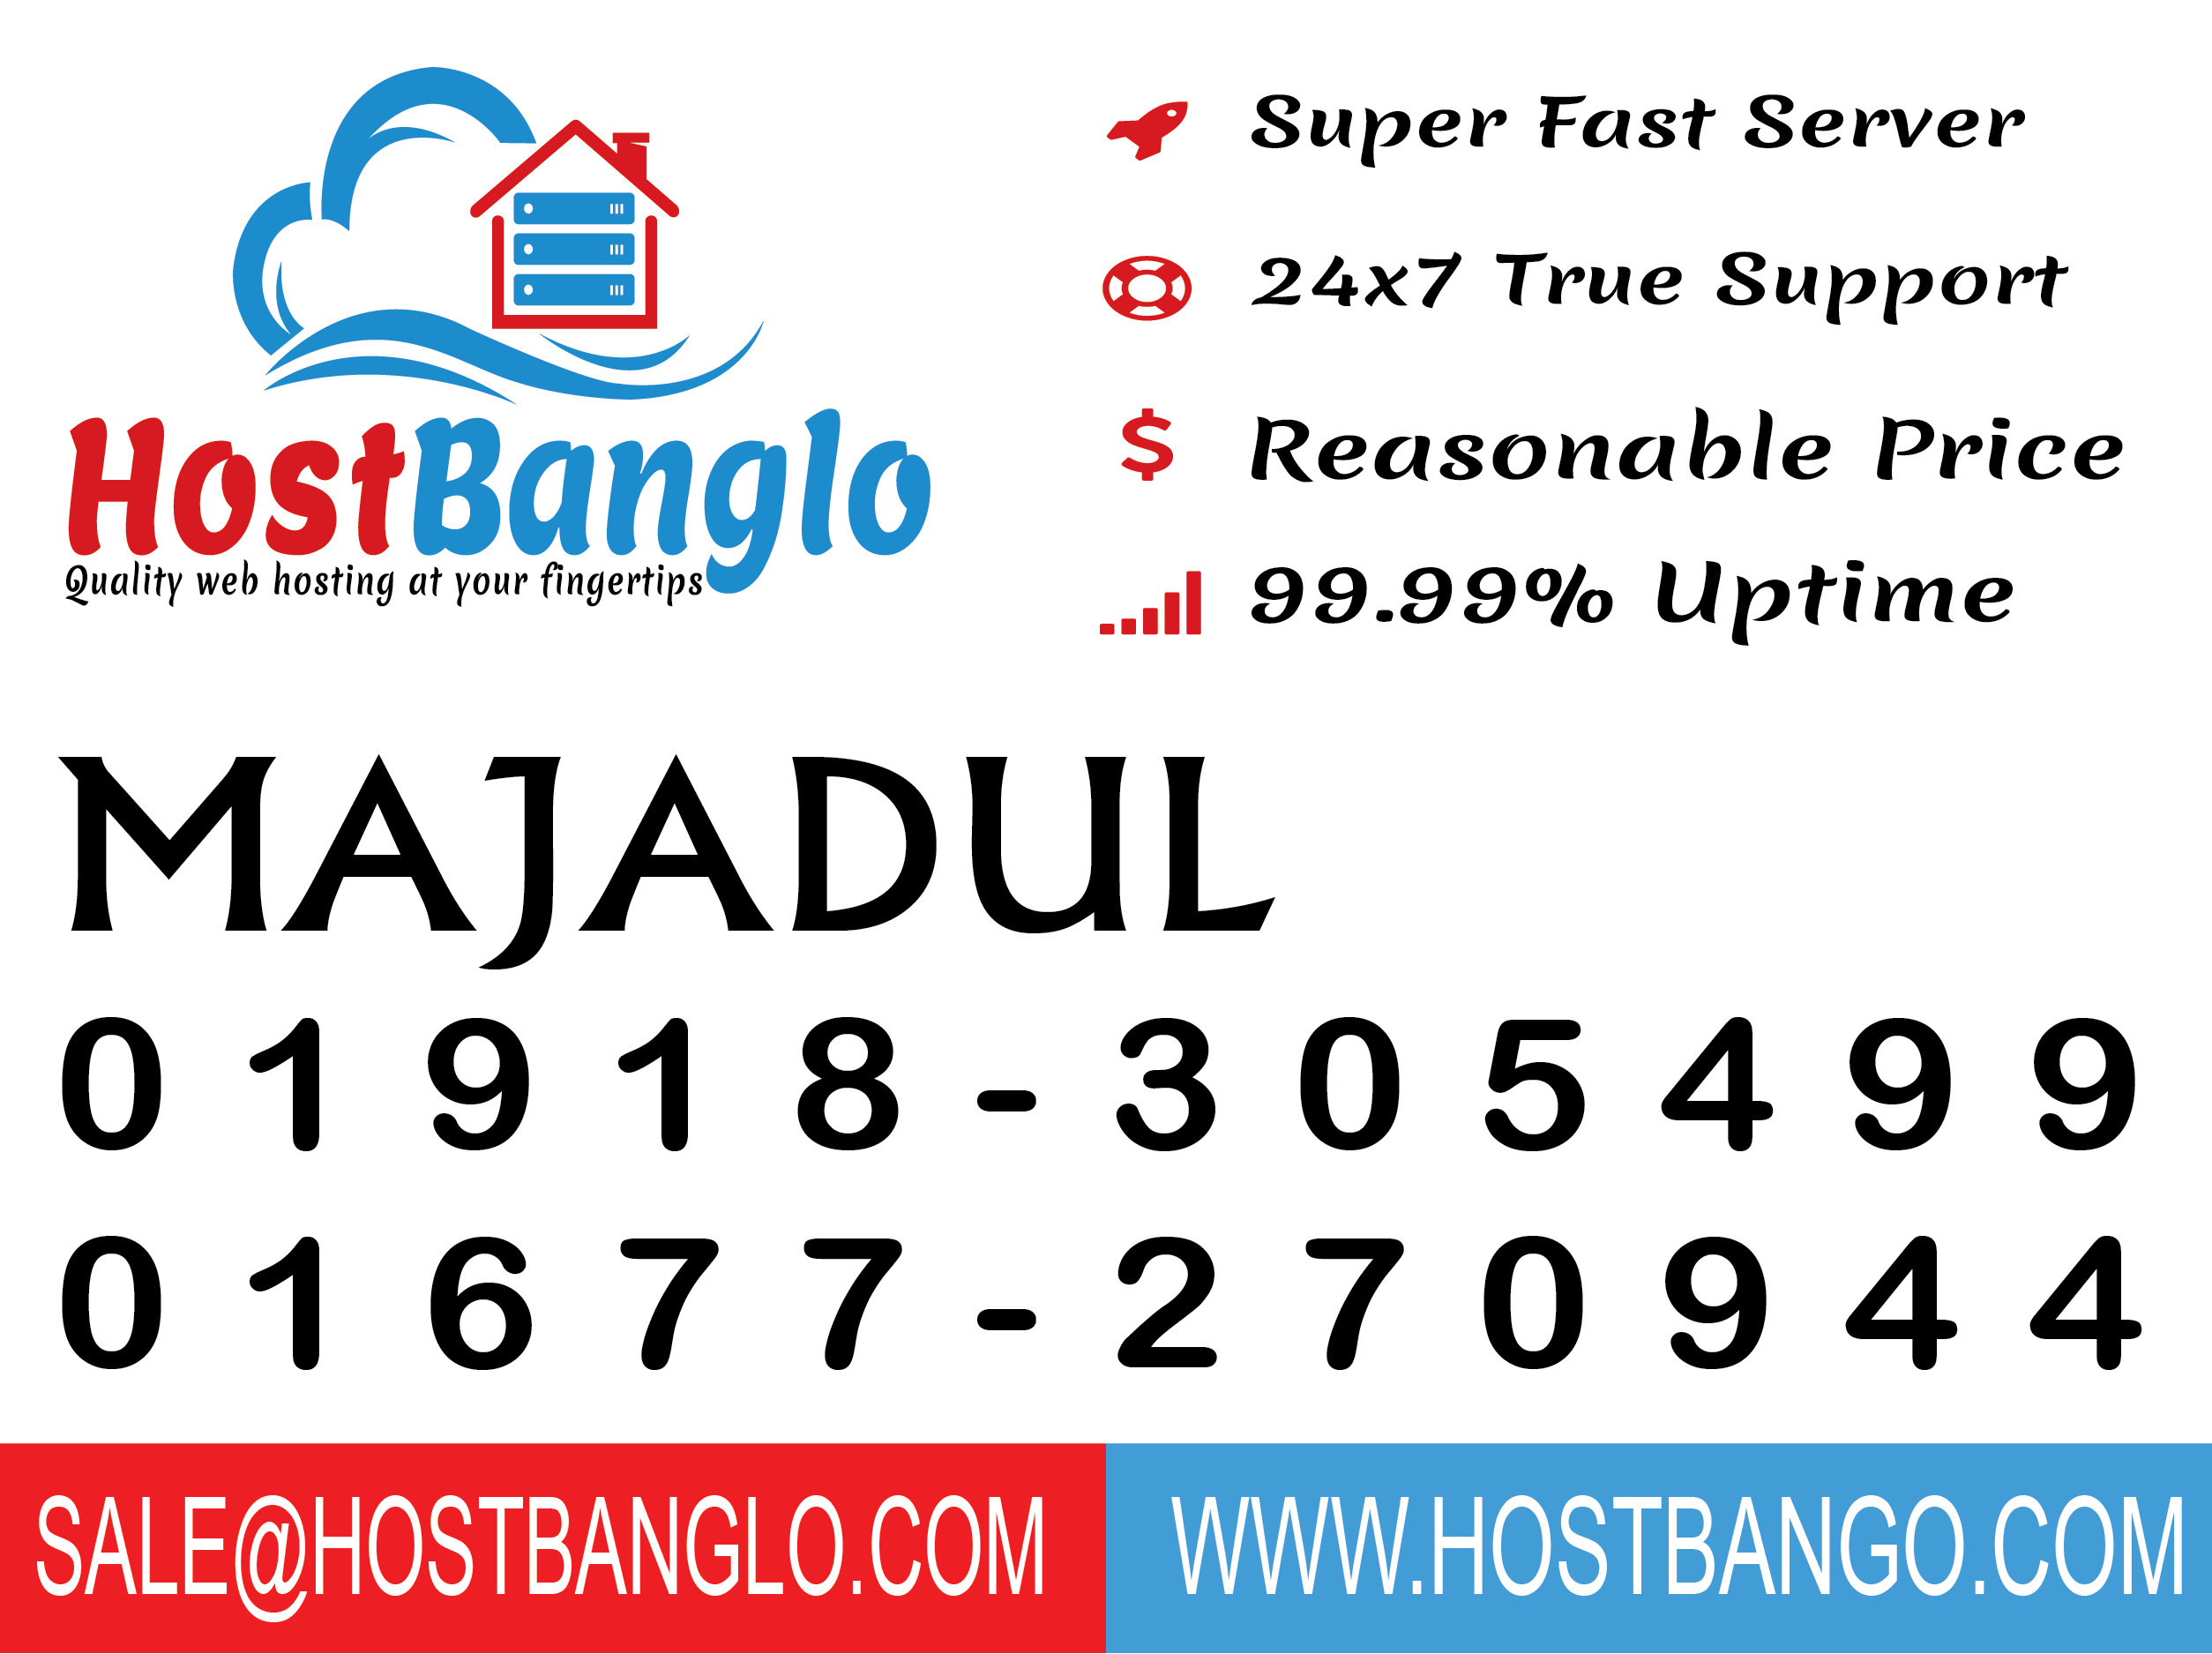 HostBanglo
Quality web hosting at your fingertips
Super Fast Server
24x7 True Support
Reasonable Price
99.99% Uptime
MAJADUL
01918-305499
01677-270944
SALE@HOSTBANGLO.COM
WWW.HOSTBANGO.COM